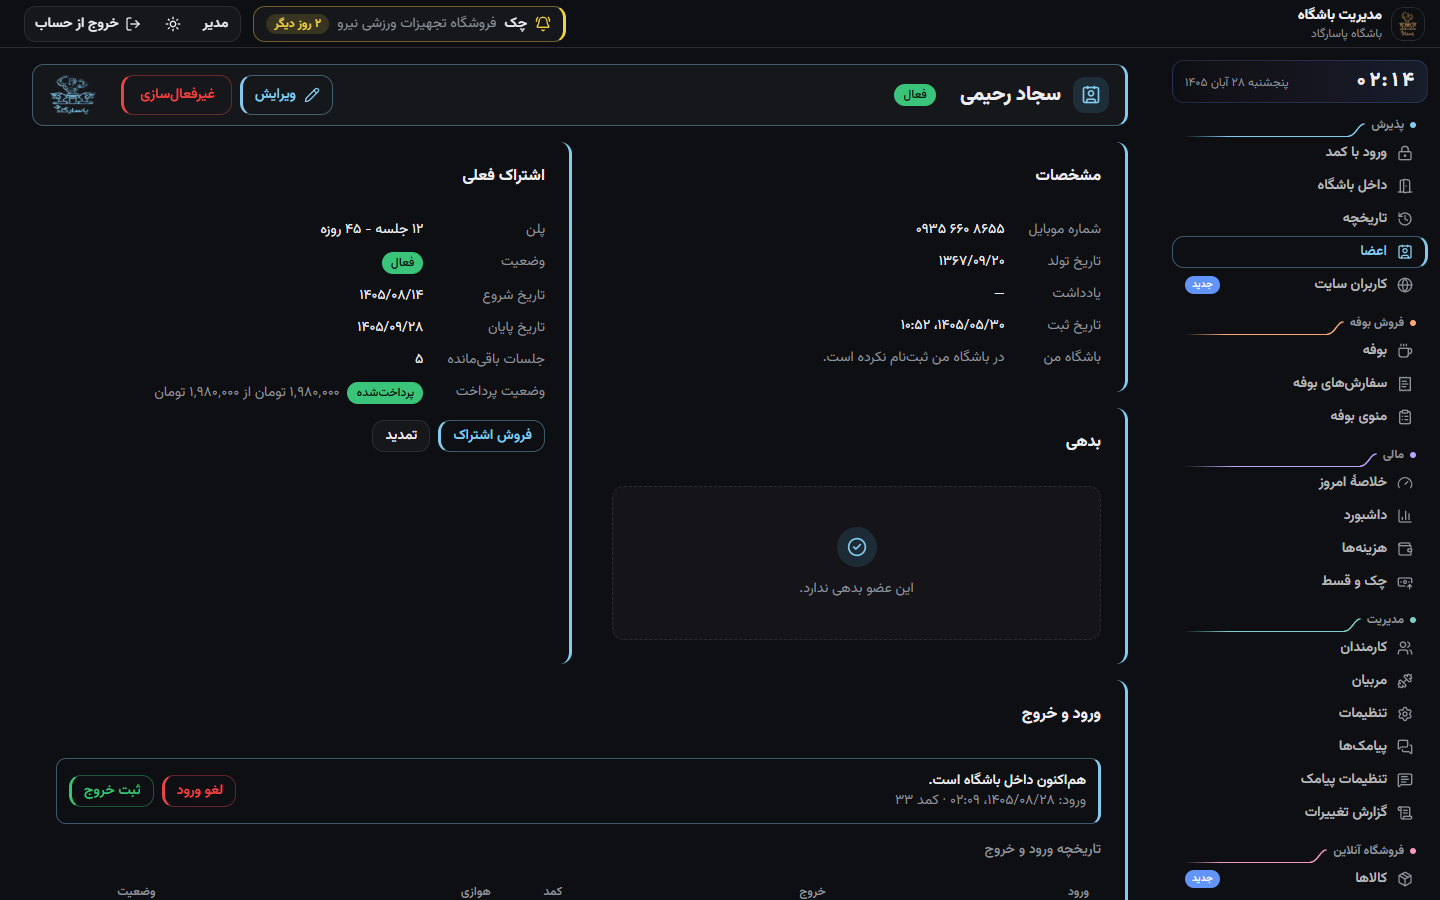 مدیریت باشگاه
باشگاه پاسارگاد
چک فروشگاه تجهیزات ورزشی نیرو ۲ روز دیگر
مدیر
خروج از حساب
۰۲:۱۴
پنجشنبه ۲۸ آبان ۱۴۰۵
پذیرش
ورود با کمد
داخل باشگاه
تاریخچه
اعضا
کاربران سایت جدید
فروش بوفه
بوفه
سفارش‌های بوفه
منوی بوفه
مالی
خلاصهٔ امروز
داشبورد
هزینه‌ها
چک و قسط
مدیریت
کارمندان
مربیان
تنظیمات
پیامک‌ها
تنظیمات پیامک
گزارش تغییرات
فروشگاه آنلاین
کالاها جدید
سجاد رحیمی فعال
ویرایش
غیرفعال‌سازی
پاسارگاد
مشخصات
شماره موبایل ۰۹۳۵ ۶۶۰ ۸۶۵۵
تاریخ تولد ۱۳۶۷/۰۹/۲۰
یادداشت —
تاریخ ثبت ۱۴۰۵/۰۵/۳۰، ۱۰:۵۲
باشگاه من در باشگاه من ثبت‌نام نکرده است.
اشتراک فعلی
پلن ۱۲ جلسه - ۴۵ روزه
وضعیت فعال
تاریخ شروع ۱۴۰۵/۰۸/۱۴
تاریخ پایان ۱۴۰۵/۰۹/۲۸
جلسات باقی‌مانده ۵
وضعیت پرداخت پرداخت‌شده ۱,۹۸۰,۰۰۰ تومان از ۱,۹۸۰,۰۰۰ تومان
فروش اشتراک
تمدید
بدهی
این عضو بدهی ندارد.
ورود و خروج
هم‌اکنون داخل باشگاه است.
ورود: ۱۴۰۵/۰۸/۲۸، ۰۲:۰۹ · کمد ۳۳
لغو ورود
ثبت خروج
تاریخچه ورود و خروج
ورود خروج کمد هوازی وضعیت